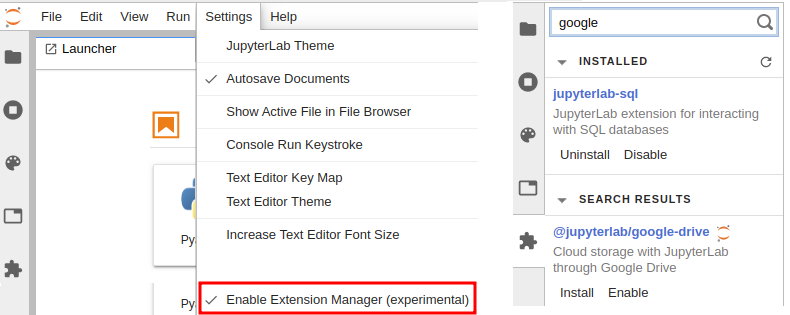 File Edit View Run Settings Help
Launcher
JupyterLab Theme
Autosave Documents
Show Active File in File Browser
Console Run Keystroke
Text Editor Key Map
Text Editor Theme
Increase Text Editor Font Size
Enable Extension Manager (experimental)
google
INSTALLED
jupyterlab-sql
JupyterLab extension for interacting
with SQL databases
Uninstall Disable
SEARCH RESULTS
@jupyterlab/google-drive
Cloud storage with JupyterLab
through Google Drive
Install Enable